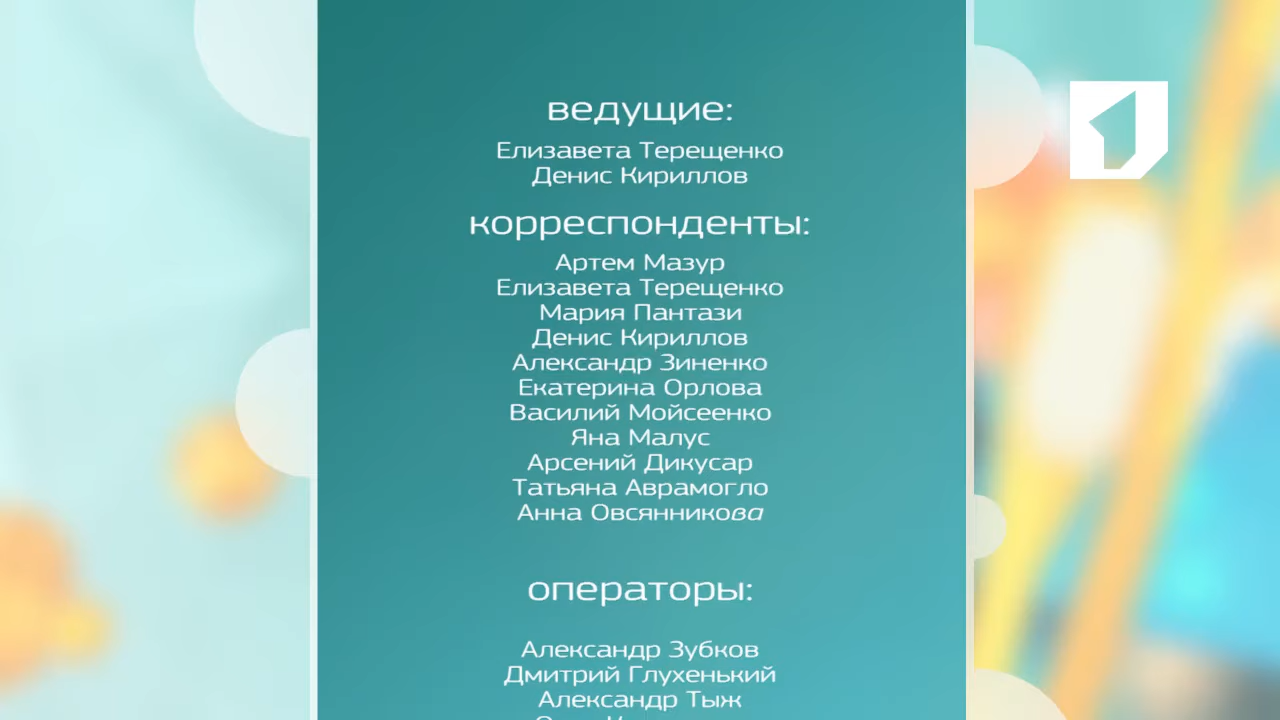 ведущие:
Елизавета Терещенко
Денис Кириллов
корреспонденты:
Артем Мазур
Елизавета Терещенко
Мария Пантази
Денис Кириллов
Александр Зиненко
Екатерина Орлова
Василий Мойсеенко
Яна Малус
Арсений Дикусар
Татьяна Аврамогло
Анна Овсянникова
операторы:
Александр Зубков
Дмитрий Глухенький
Александр Тыж